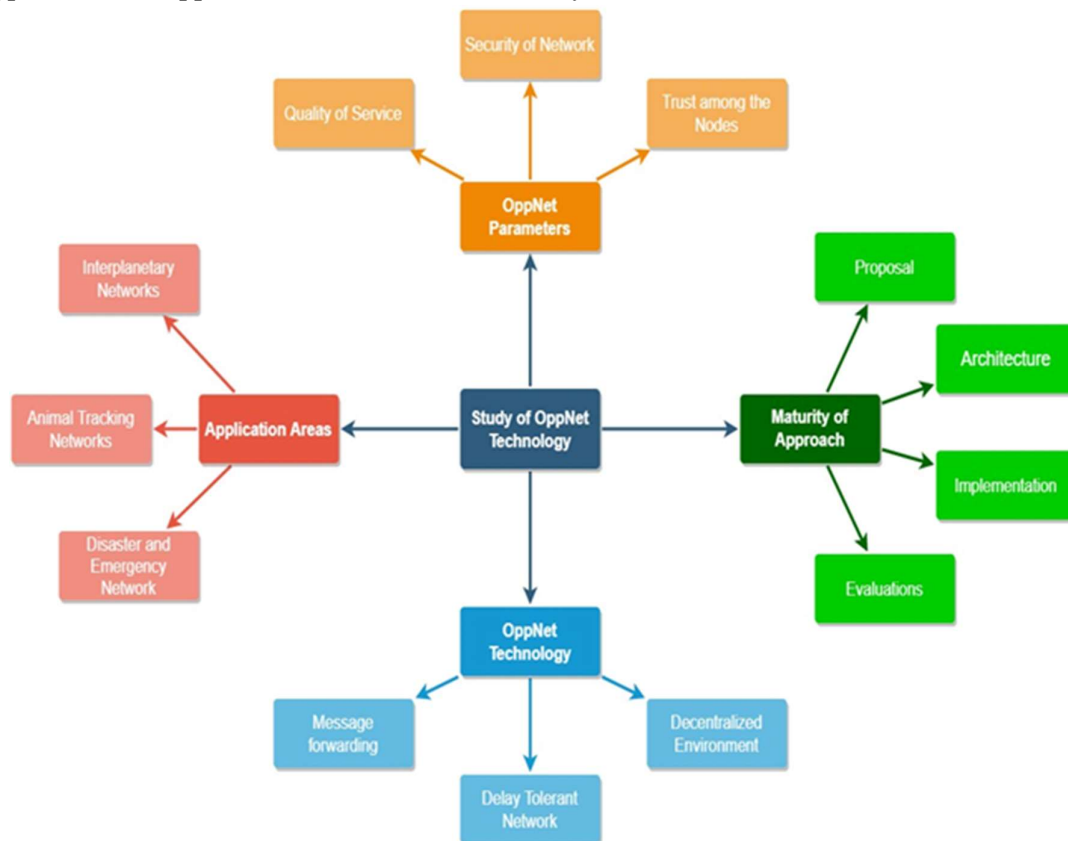 Security of Network
Quality of Service
Trust among the
Nodes
OppNet
Parameters
Interplanetary
Networks
Proposal
Architecture
Animal Tracking
Networks
Application Areas
Study of OppNet
Technology
Maturity of
Approach
Implementation
Disaster and
Emergency
Network
Evaluations
OppNet
Technology
Message
forwarding
Decentralized
Environment
Delay Tolerant
Network